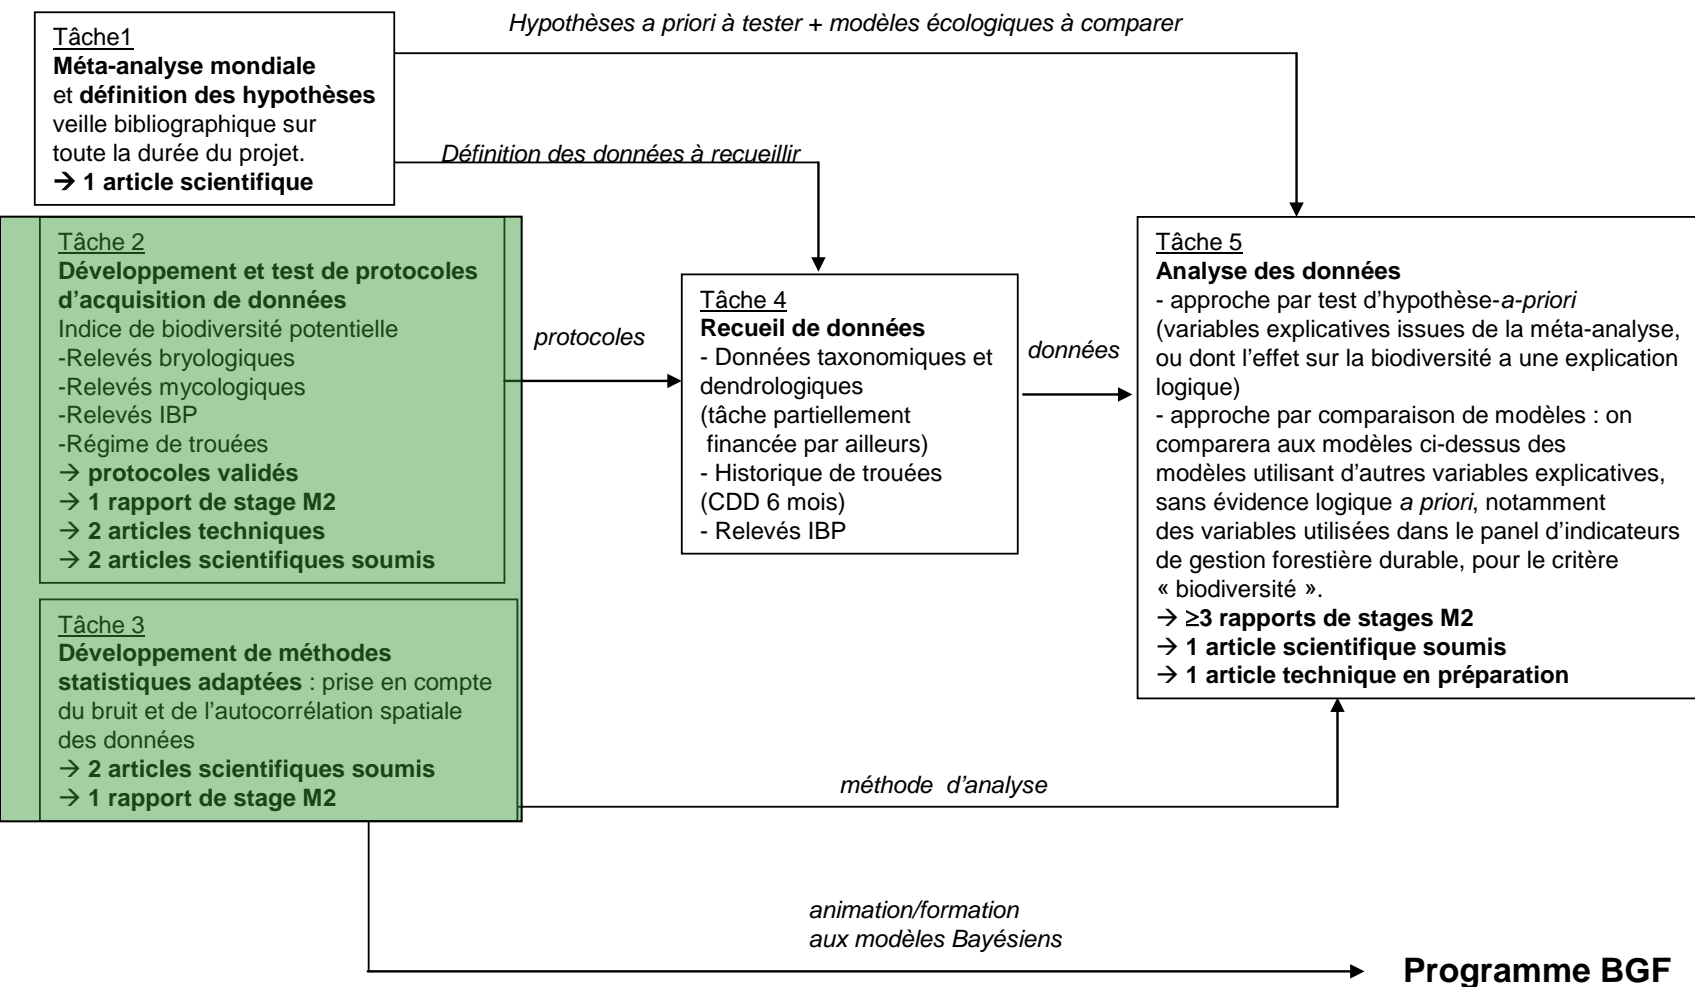 Hypothèses a priori à tester + modèles écologiques à comparer
Tâche1
Méta-analyse mondiale
et définition des hypothèses
veille bibliographique sur
toute la durée du projet.
→ 1 article scientifique
Définition des données à recueillir
Tâche 2
Développement et test de protocoles
d’acquisition de données
Indice de biodiversité potentielle
-Relevés bryologiques
-Relevés mycologiques
-Relevés IBP
-Régime de trouées
→ protocoles validés
→ 1 rapport de stage M2
→ 2 articles techniques
→ 2 articles scientifiques soumis
protocoles
Tâche 3
Développement de méthodes
statistiques adaptées : prise en compte
du bruit et de l’autocorrélation spatiale
des données
→ 2 articles scientifiques soumis
→ 1 rapport de stage M2
Tâche 4
Recueil de données
- Données taxonomiques et
dendrologiques
(tâche partiellement
financée par ailleurs)
- Historique de trouées
(CDD 6 mois)
- Relevés IBP
données
Tâche 5
Analyse des données
- approche par test d’hypothèse-a-priori
(variables explicatives issues de la méta-analyse,
ou dont l’effet sur la biodiversité a une explication
logique)
- approche par comparaison de modèles : on
comparera aux modèles ci-dessus des
modèles utilisant d’autres variables explicatives,
sans évidence logique a priori, notamment
des variables utilisées dans le panel d’indicateurs
de gestion forestière durable, pour le critère
« biodiversité ».
→ ≥3 rapports de stages M2
→ 1 article scientifique soumis
→ 1 article technique en préparation
méthode d’analyse
animation/formation
aux modèles Bayésiens
Programme BGF